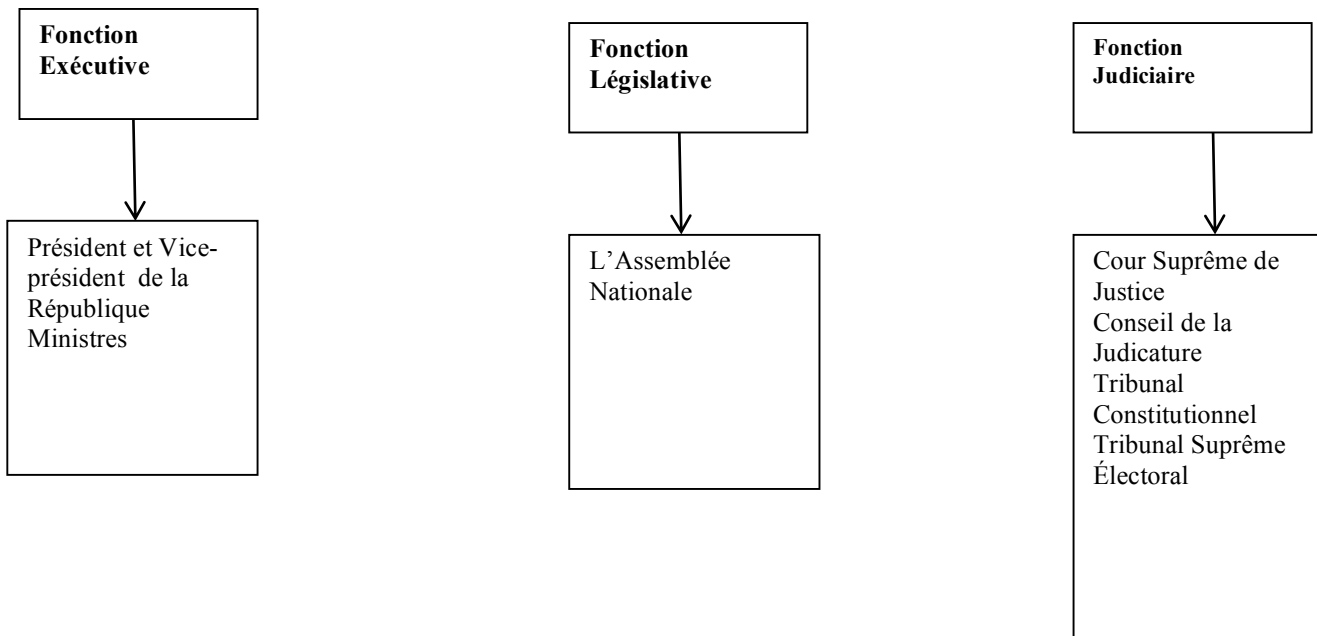 Fonction
Exécutive
Fonction
Législative
Fonction
Judiciaire
Président et Vice-
président de la
République
Ministres
L’Assemblée
Nationale
Cour Suprême de
Justice
Conseil de la
Judicature
Tribunal
Constitutionnel
Tribunal Suprême
Électoral